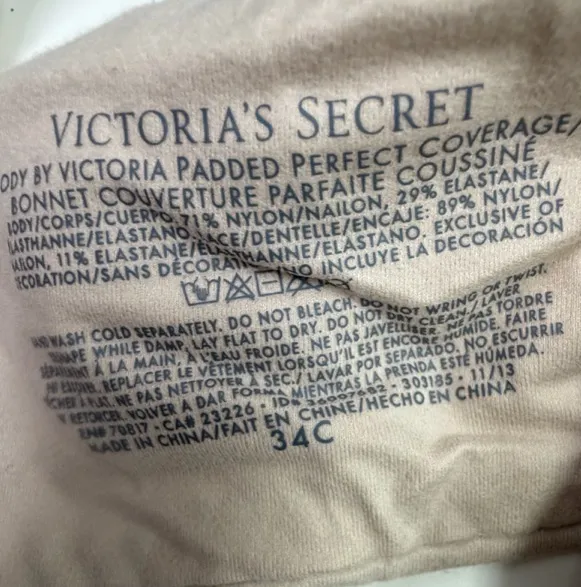 VICTORIA'S SECRET
ODY BY VICTORIA PADDED PERFECT COVERAGE/
BONNET COUVERTURE PARFAITE COUSSINÉ
BODY/CORPS/CUERPO 71% NYLON/NAILON, 29% ELASTANE/
LASTHANNE/ELASTANO. LACE/DENTELLE/ENCAJE: 89% NYLON/
NAILON, 11% ELASTANE/ELASTHANNE/ELASTANO. EXCLUSIVE OF
DECORATION/SANS DÉCORATION/NO INCLUYE LA DECORACIÓN
HAND WASH COLD SEPARATELY. DO NOT BLEACH. DO NOT WRING OR TWIST.
RESHAPE WHILE DAMP, LAY FLAT TO DRY. DO NOT DRY CLEAN./LAVER
SÉPARÉMENT À LA MAIN, À L'EAU FROIDE. NE PAS JAVELLISER. NE PAS TORDRE
REPLACER LE VÊTEMENT LORSQU'IL EST ENCORE HUMIDE. FAIRE
SÉCHER À PLAT. NE PAS NETTOYER À SEC./ LAVAR POR SEPARADO. NO ESCURRIR
RETORCER. VOLVER A DAR FORMA MIENTRAS LA PRENDA ESTÉ HÚMEDA.
RN# 70817 • CA# 23226 • ID# • 303185 • 11/13
MADE IN CHINA/FAIT EN CHINE/HECHO EN CHINA
34C